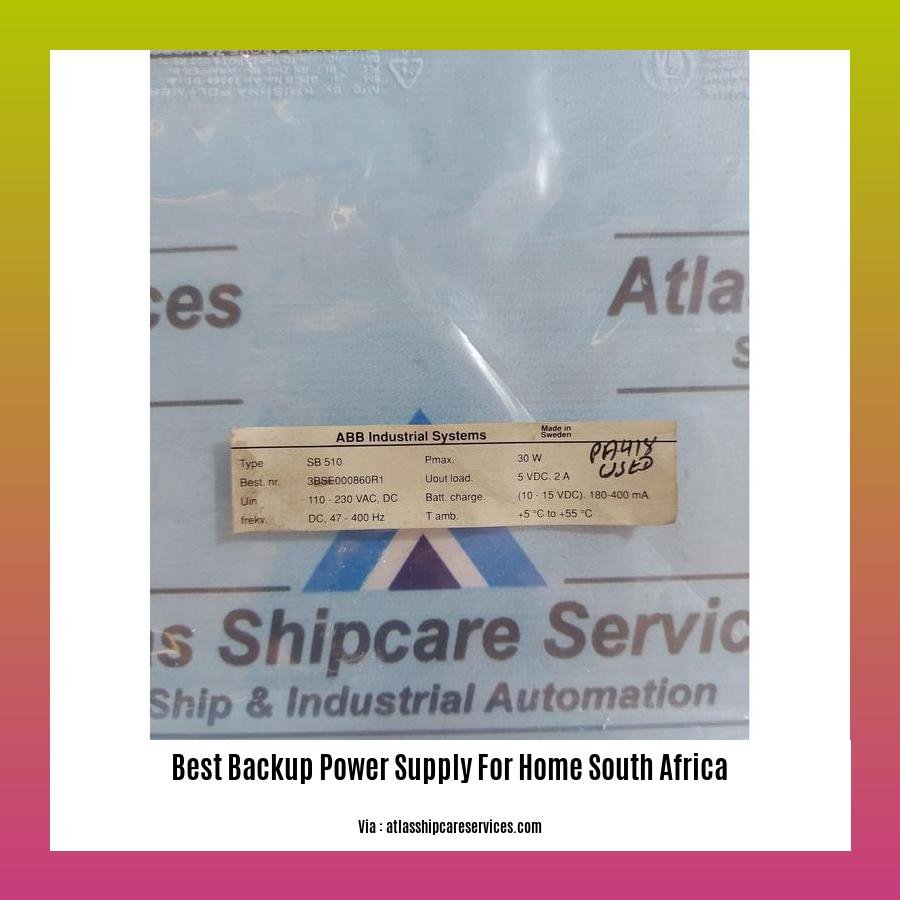 ces
Atla
ABB Industrial Systems
Made in
Sweden
Type SB 510 Pmax. 30 W
PA418
USED
Best. nr. 3BSE000860R1 Uout load. 5 VDC. 2 A
Uin 110 - 230 VAC, DC Batt. charge. (10 - 15 VDC). 180-400 mA
frekv. DC, 47 - 400 Hz T amb. +5 °C to +55 °C
as Shipcare Servic
Ship & Industrial Automation
Best Backup Power Supply For Home South Africa
Via : atlasshipcareservices.com